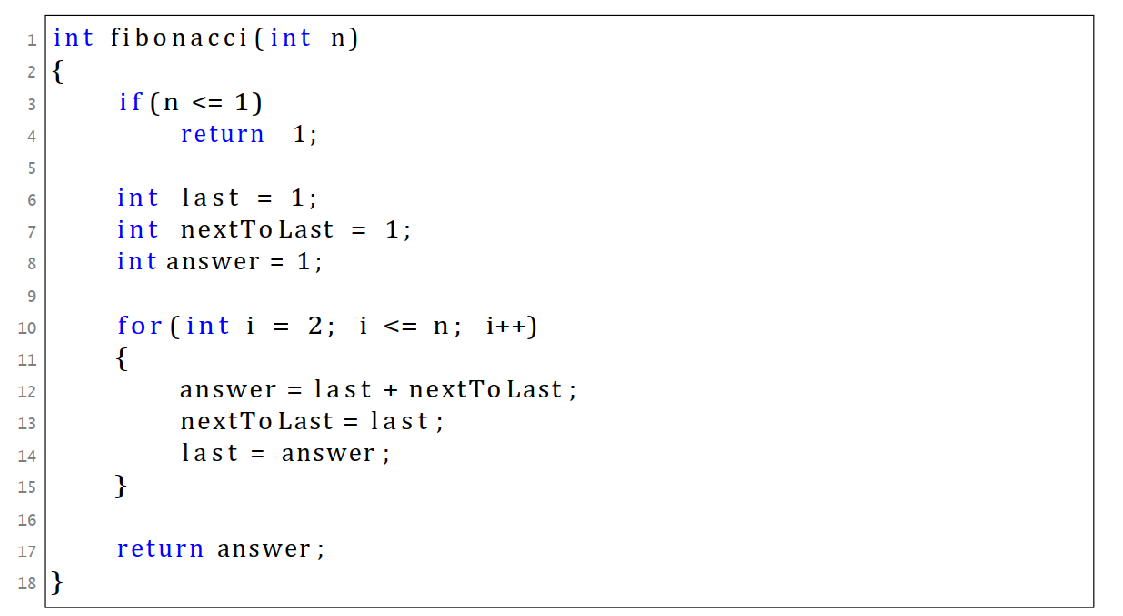 1 int fibonacci(int n)
2 {
3 if(n <= 1)
4 return 1;
5
6 int last = 1;
7 int nextToLast = 1;
8 int answer = 1;
9
10 for(int i = 2; i <= n; i++)
11 {
12 answer = last + nextToLast;
13 nextToLast = last;
14 last = answer;
15 }
16
17 return answer;
18 }